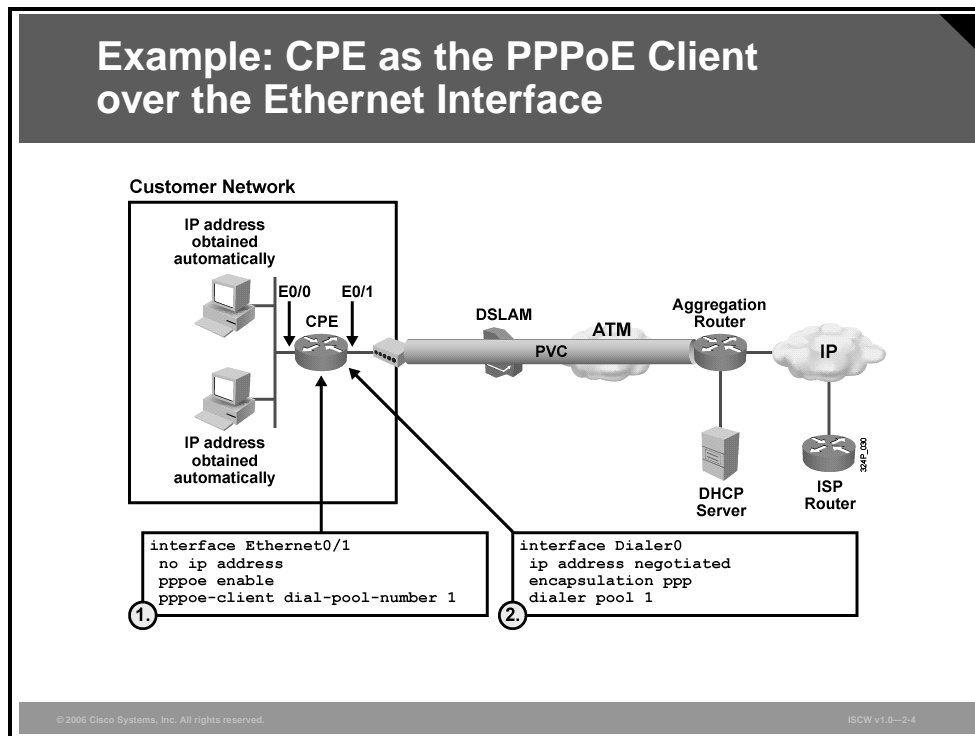 Example: CPE as the PPPoE Client
over the Ethernet Interface
Customer Network
IP address
obtained
automatically
E0/0
E0/1
CPE
DSLAM
ATM
PVC
Aggregation
Router
IP
IP address
obtained
automatically
DHCP
Server
ISP
Router
324P_030
interface Ethernet0/1
no ip address
pppoe enable
pppoe-client dial-pool-number 1
1.
interface Dialer0
ip address negotiated
encapsulation ppp
dialer pool 1
2.
© 2006 Cisco Systems, Inc. All rights reserved.
ISCW v1.0—2-4